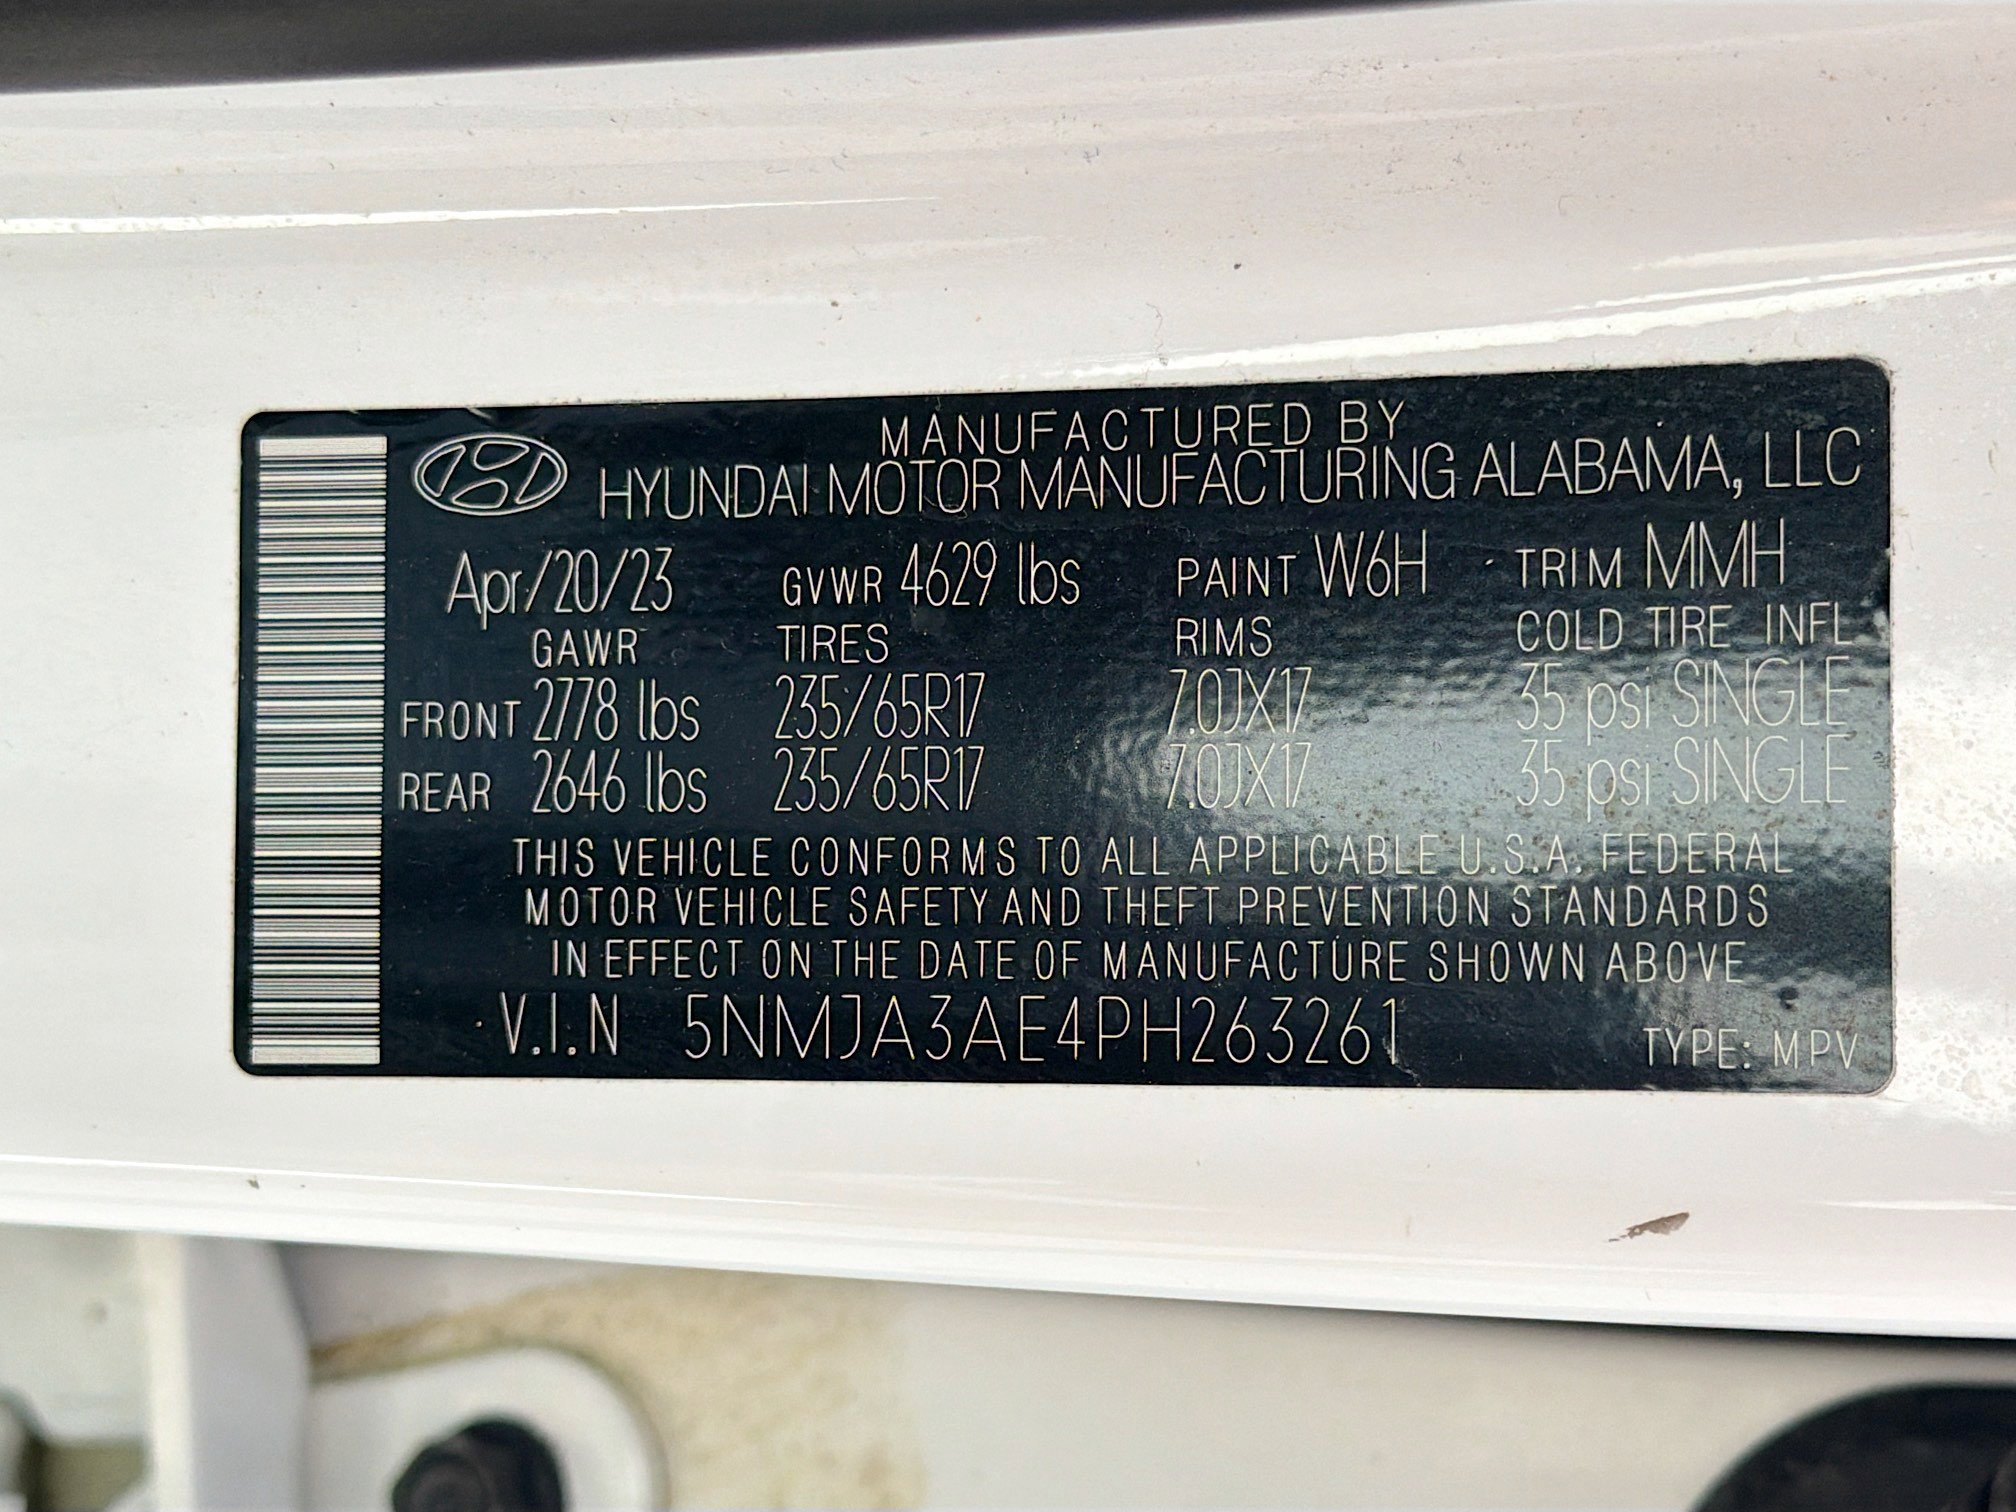 MANUFACTURED BY
HYUNDAI MOTOR MANUFACTURING ALABAMA, LLC
Apr/20/23 GVWR 4629 lbs PAINT W6H TRIM MMH
GAWR TIRES RIMS COLD TIRE INFL
FRONT 2778 lbs 235/65R17 7.0JX17 35 psi SINGLE
REAR 2646 lbs 235/65R17 7.0JX17 35 psi SINGLE
THIS VEHICLE CONFORMS TO ALL APPLICABLE U.S.A. FEDERAL
MOTOR VEHICLE SAFETY AND THEFT PREVENTION STANDARDS
IN EFFECT ON THE DATE OF MANUFACTURE SHOWN ABOVE
V.I.N 5NMJA3AE4PH263261 TYPE: MPV